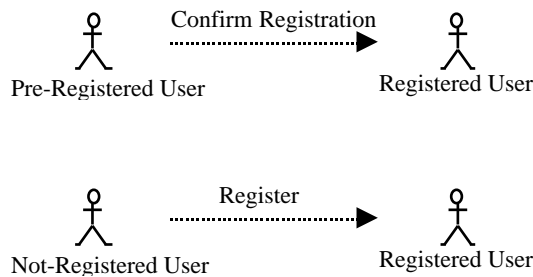 Confirm Registration
Pre-Registered User
Registered User
Register
Not-Registered User
Registered User